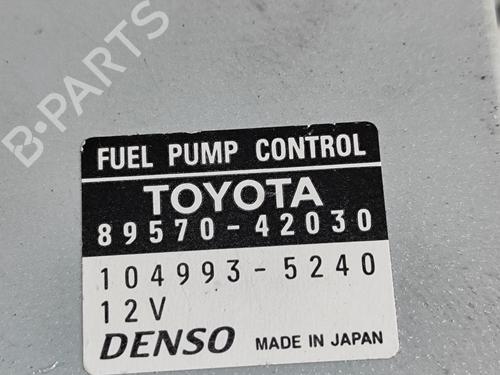 B-PARTS
FUEL PUMP CONTROL
TOYOTA
89570-42030
104993-5240
12V
DENSO MADE IN JAPAN